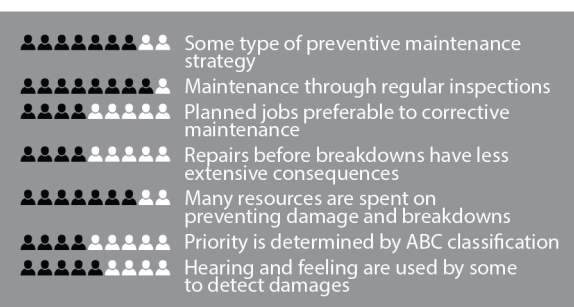 Some type of preventive maintenance
strategy
Maintenance through regular inspections
Planned jobs preferable to corrective
maintenance
Repairs before breakdowns have less
extensive consequences
Many resources are spent on
preventing damage and breakdowns
Priority is determined by ABC classification
Hearing and feeling are used by some
to detect damages